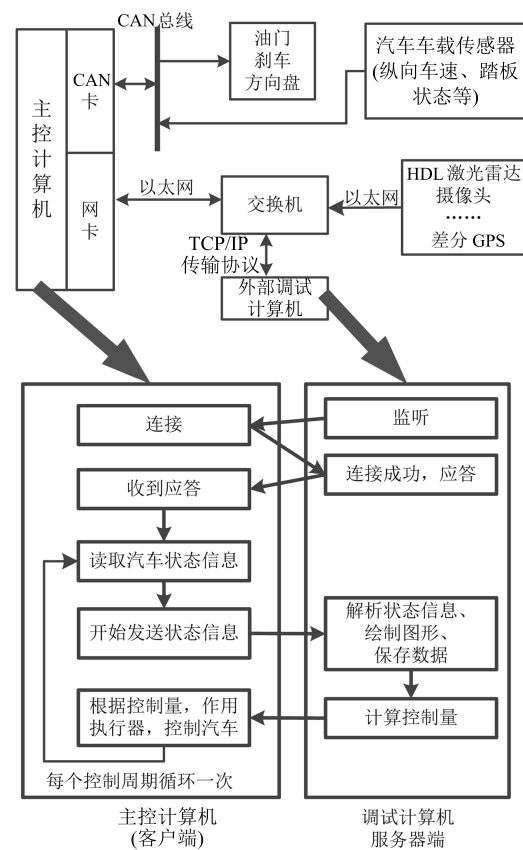 CAN总线
油门
刹车
方向盘
汽车车载传感器
(纵向车速、踏板
状态等)
主控计算机
CAN
卡
网卡
以太网
交换机
以太网
HDL 激光雷达
摄像头
……
差分 GPS
TCP/IP
传输协议
外部调试
计算机
连接
监听
连接成功，应答
收到应答
读取汽车状态信息
开始发送状态信息
解析状态信息、
绘制图形、
保存数据
根据控制量，作用
执行器，控制汽车
计算控制量
每个控制周期循环一次
主控计算机
(客户端)
调试计算机
服务器端